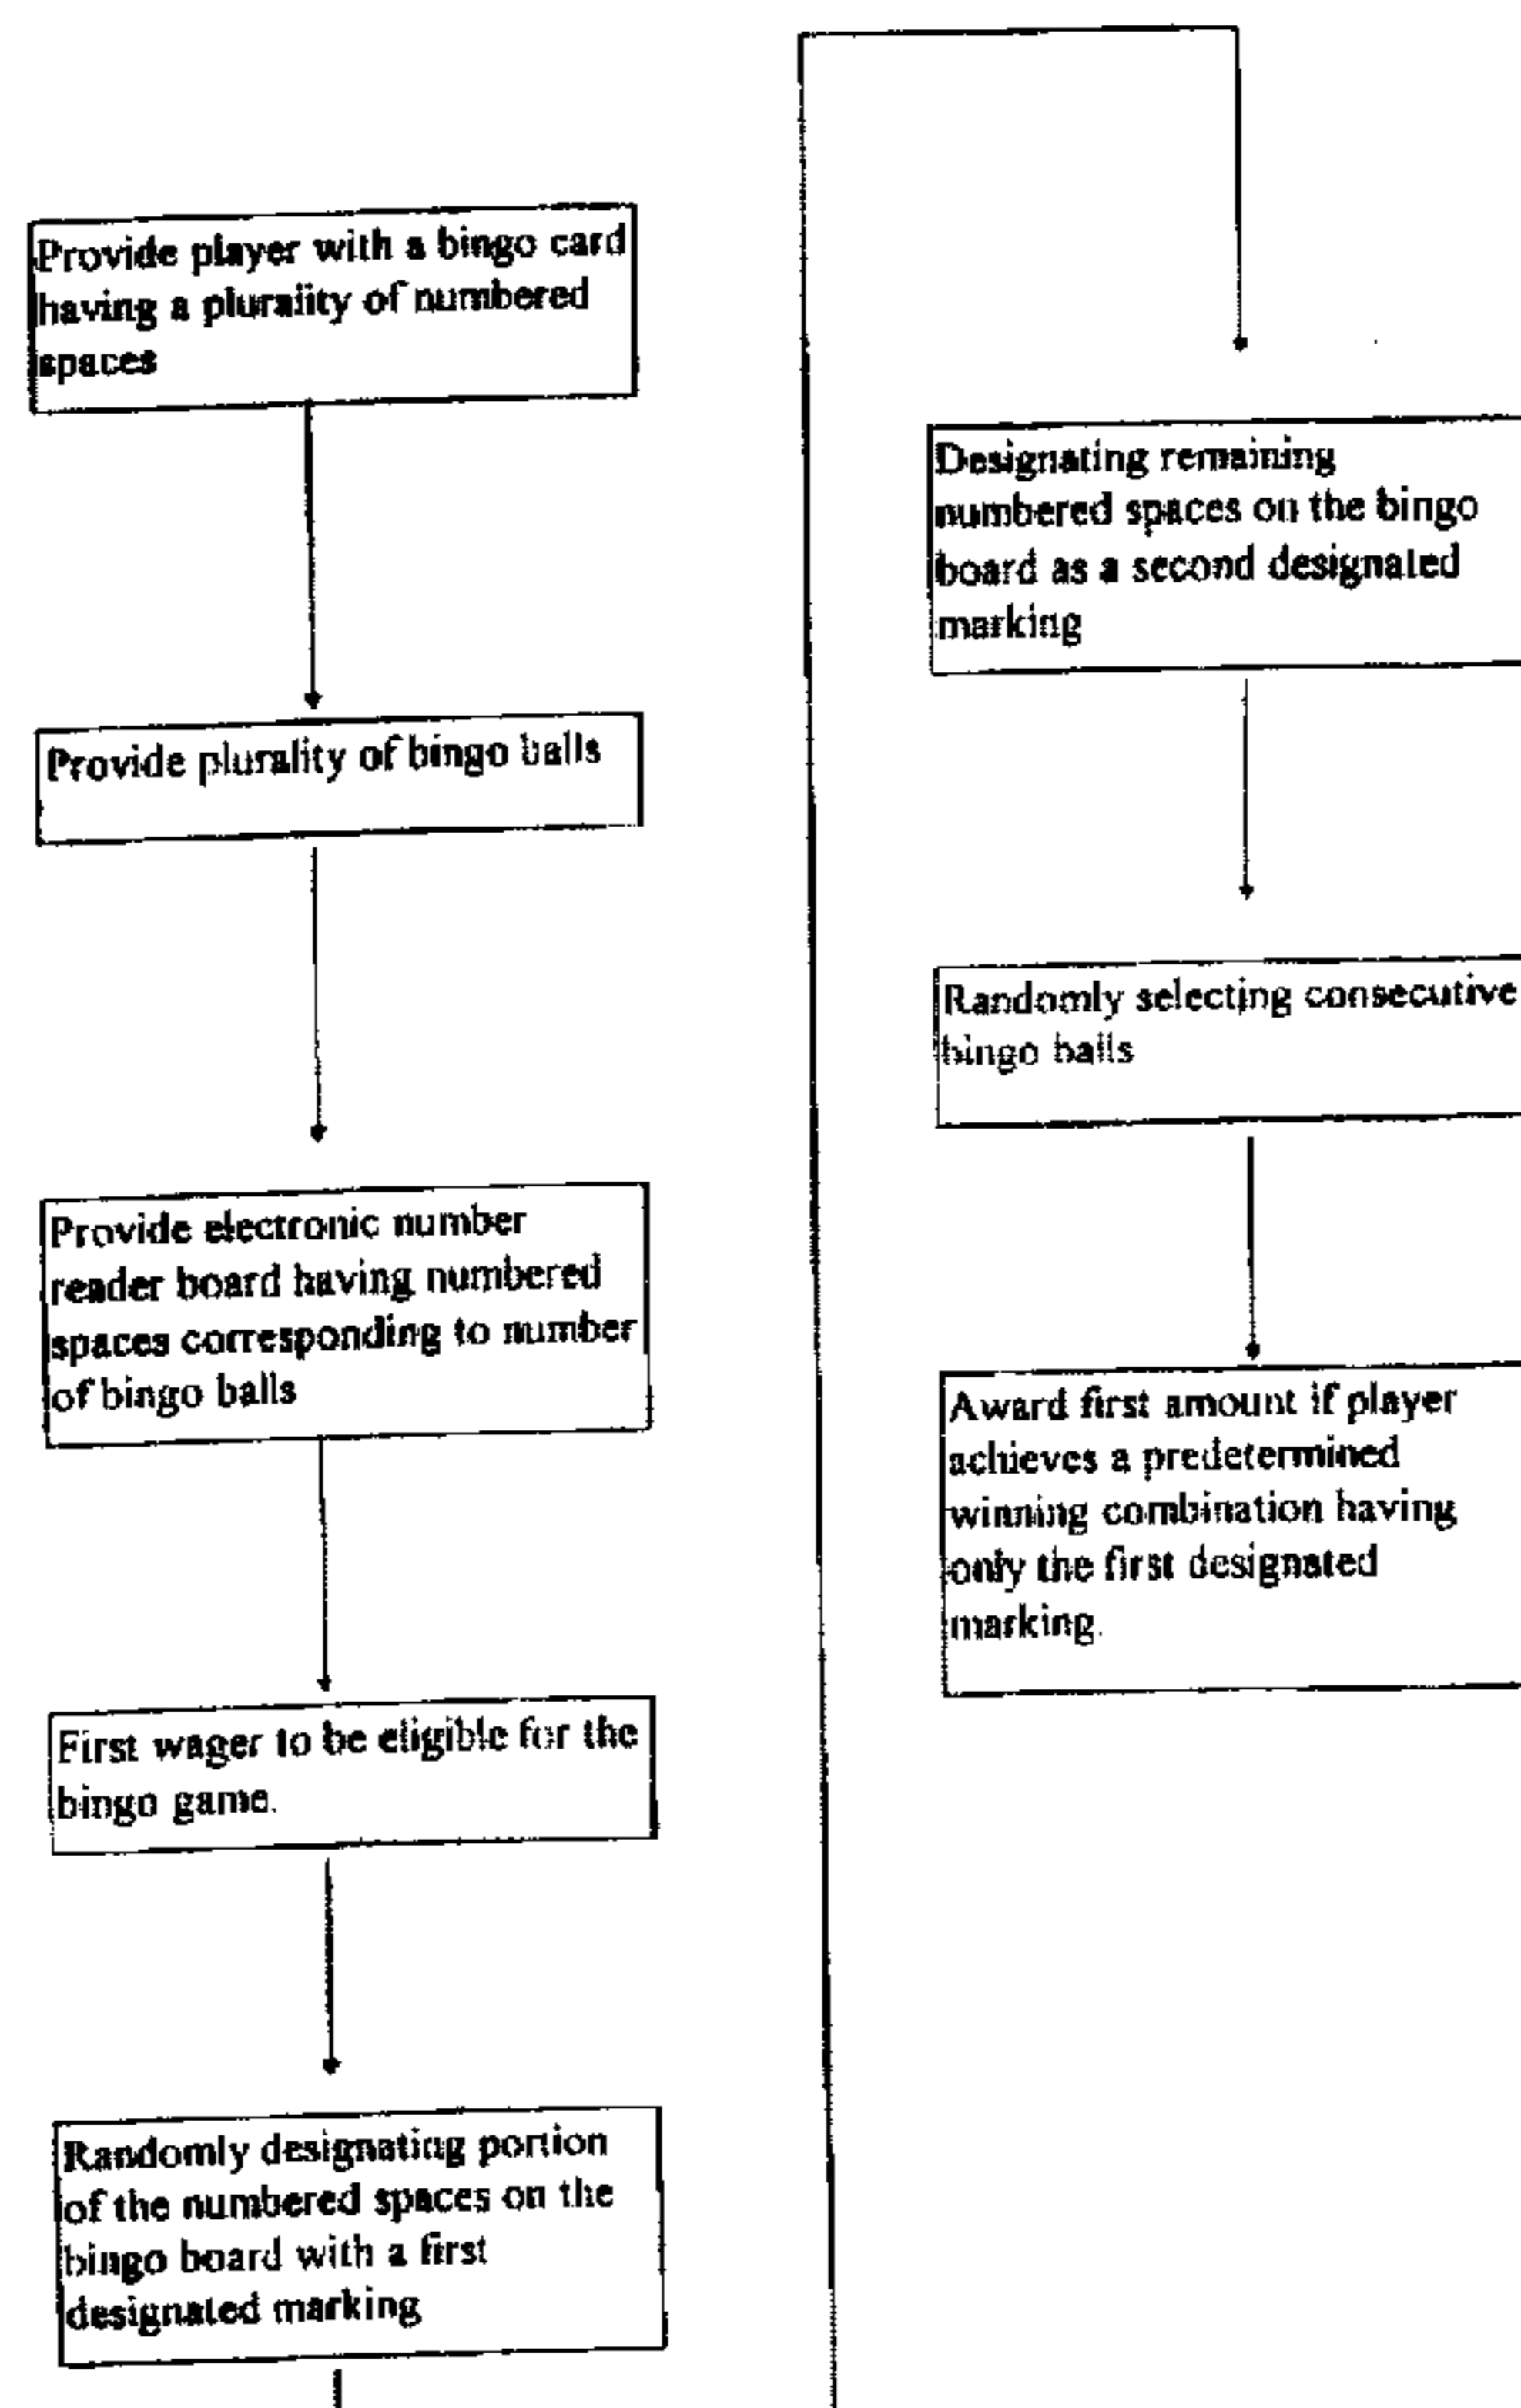 Provide player with a bingo card
having a plurality of numbered
spaces
Provide plurality of bingo balls
Provide electronic number
reader board having numbered
spaces corresponding to number
of bingo balls
First wager to be eligible for the
bingo game.
Randomly designating portion
of the numbered spaces on the
bingo board with a first
designated marking
Designating remaining
numbered spaces on the bingo
board as a second designated
marking
Randomly selecting consecutive
bingo balls
Award first amount if player
achieves a predetermined
winning combination having
only the first designated
marking.